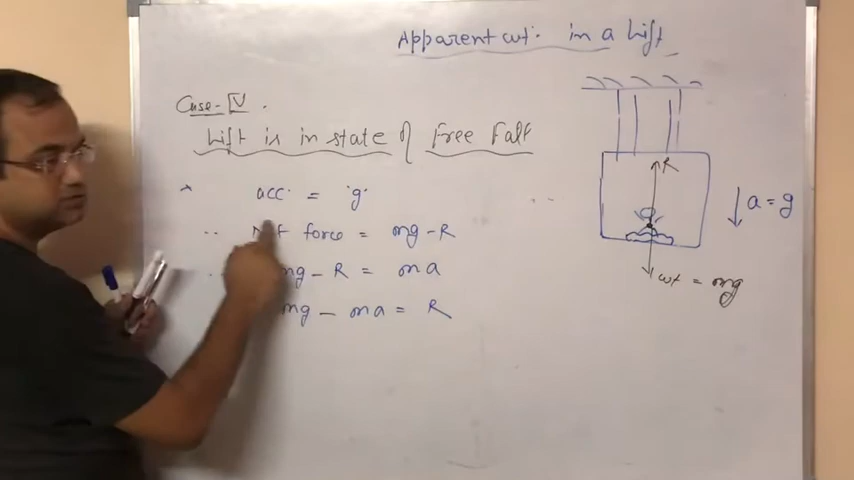 Apparent wt. in a Lift
Case-IV.
Lift is in state of free fall
acc. = 'g'
force = mg - R
mg - R = ma
mg - ma = R
R
a = g
wt = mg